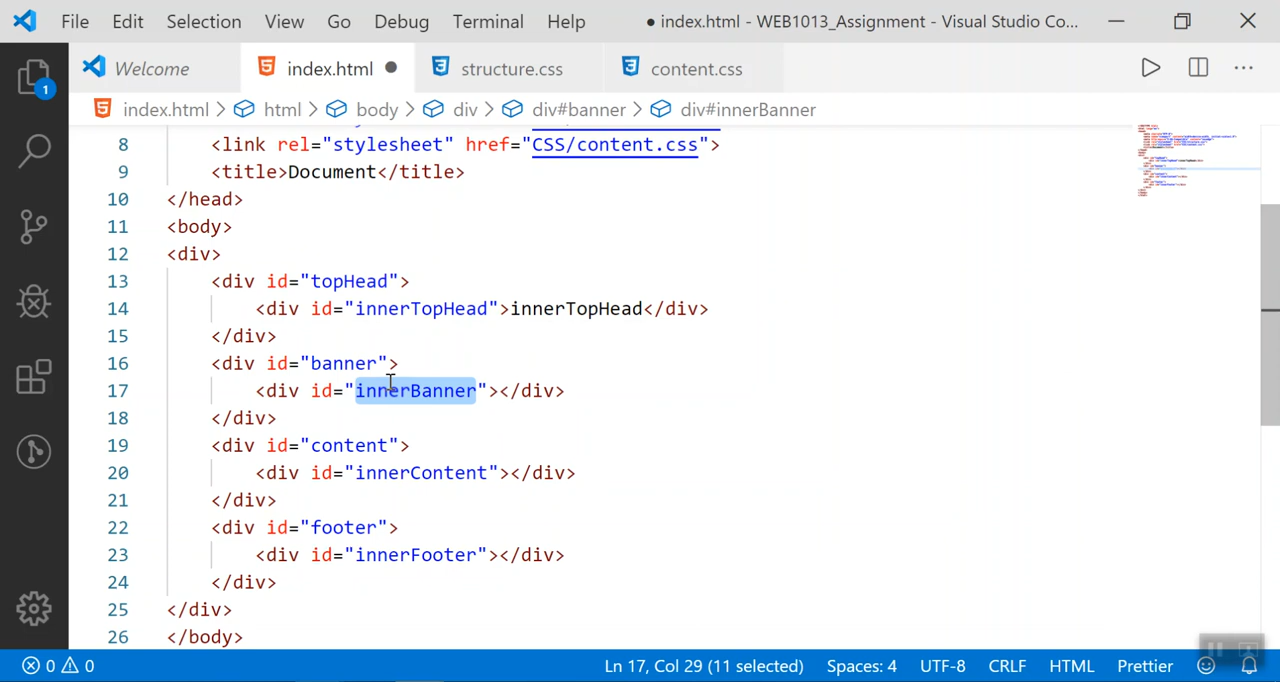 File Edit Selection View Go Debug Terminal Help ● index.html - WEB1013_Assignment - Visual Studio Co...
Welcome index.html ● structure.css content.css
index.html > html > body > div > div#banner > div#innerBanner
1
8 <link rel="stylesheet" href="CSS/content.css">
9 <title>Document</title>
10 </head>
11 <body>
12 <div>
13 <div id="topHead">
14 <div id="innerTopHead">innerTopHead</div>
15 </div>
16 <div id="banner">
17 <div id="innerBanner"></div>
18 </div>
19 <div id="content">
20 <div id="innerContent"></div>
21 </div>
22 <div id="footer">
23 <div id="innerFooter"></div>
24 </div>
25 </div>
26 </body>
0 0 Ln 17, Col 29 (11 selected) Spaces: 4 UTF-8 CRLF HTML Prettier